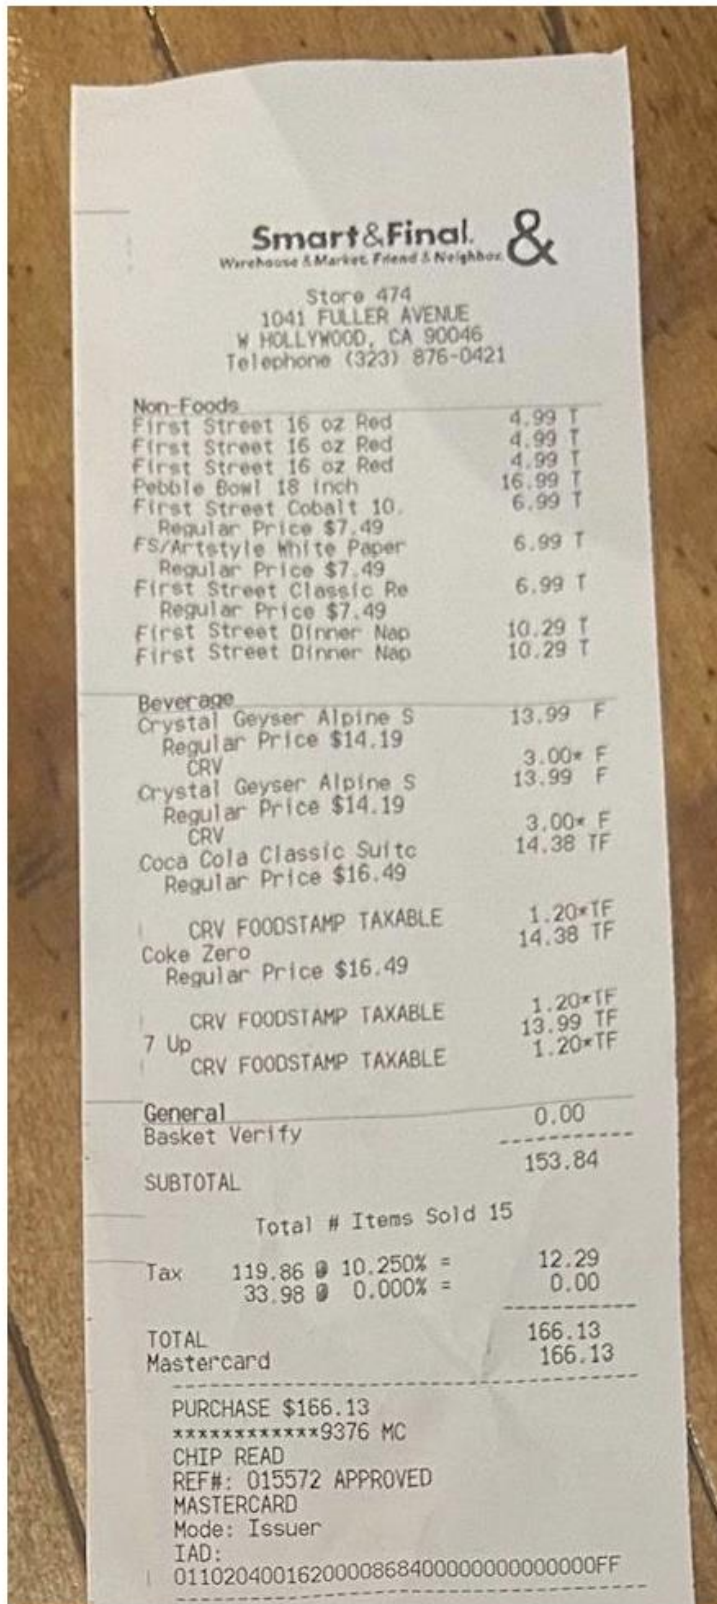 Smart&Final. &
Warehouse & Market. Friend & Neighbor.
Store 474
1041 FULLER AVENUE
W HOLLYWOOD, CA 90046
Telephone (323) 876-0421
Non-Foods
First Street 16 oz Red 4.99 T
First Street 16 oz Red 4.99 T
First Street 16 oz Red 4.99 T
Pebble Bowl 18 inch 16.99 T
First Street Cobalt 10. 6.99 T
Regular Price $7.49
FS/Artstyle White Paper 6.99 T
Regular Price $7.49
First Street Classic Re 6.99 T
Regular Price $7.49
First Street Dinner Nap 10.29 T
First Street Dinner Nap 10.29 T
Beverage
Crystal Geyser Alpine S 13.99 F
Regular Price $14.19
CRV 3.00* F
Crystal Geyser Alpine S 13.99 F
Regular Price $14.19
CRV 3.00* F
Coca Cola Classic Suitc 14.38 TF
Regular Price $16.49
CRV FOODSTAMP TAXABLE 1.20*TF
Coke Zero 14.38 TF
Regular Price $16.49
CRV FOODSTAMP TAXABLE 1.20*TF
7 Up 13.99 TF
CRV FOODSTAMP TAXABLE 1.20*TF
General
Basket Verify 0.00
SUBTOTAL 153.84
Total # Items Sold 15
Tax 119.86 @ 10.250% = 12.29
33.98 @ 0.000% = 0.00
TOTAL 166.13
Mastercard 166.13
PURCHASE $166.13
************9376 MC
CHIP READ
REF#: 015572 APPROVED
MASTERCARD
Mode: Issuer
IAD:
0110204001620000868400000000000000FF